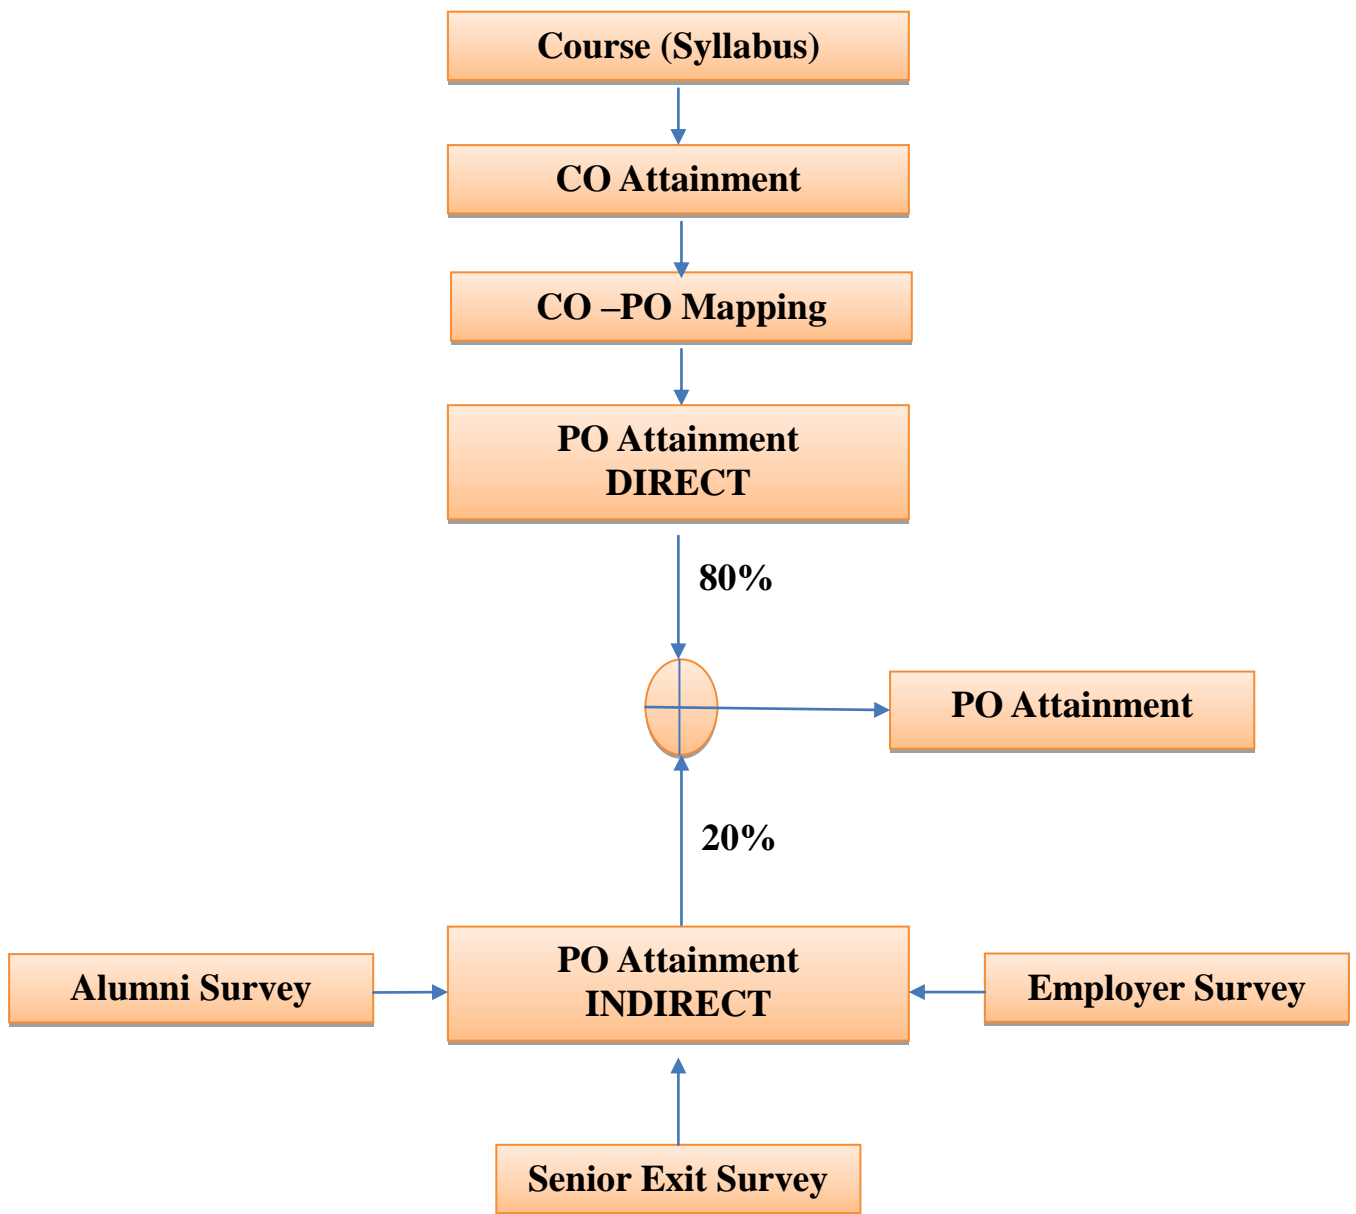 Course (Syllabus)
CO Attainment
CO –PO Mapping
PO Attainment
DIRECT
80%
PO Attainment
20%
PO Attainment
INDIRECT
Alumni Survey
Employer Survey
Senior Exit Survey